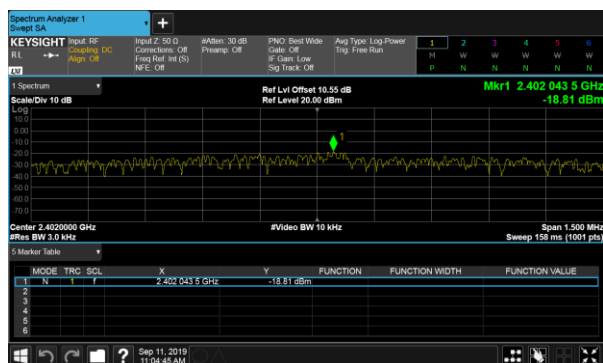 Spectrum Analyzer 1
Swept SA
+
KEYSIGHT Input: RF Input Z: 50 Ω #Atten: 30 dB PNO: Best Wide Avg Type: Log-Power 1 2 3 4 5 6
RL Coupling: DC Corrections: Off Preamp: Off Gate: Off Trig: Free Run M W W W W W
Align: Off Freq Ref: Int (S) IF Gain: Low P N N N N N
LXI NFE: Off Sig Track: Off
1 Spectrum Ref Lvl Offset 10.55 dB Mkr1 2.402 043 5 GHz
Scale/Div 10 dB Ref Level 20.00 dBm -18.81 dBm
Log
10.0
0.00
-10.0
-20.0
-30.0
-40.0
-50.0
-60.0
-70.0
1
Center 2.4020000 GHz #Video BW 10 kHz Span 1.500 MHz
#Res BW 3.0 kHz Sweep 158 ms (1001 pts)
5 Marker Table
MODE TRC SCL X Y FUNCTION FUNCTION WIDTH FUNCTION VALUE
1 N 1 f 2.402 043 5 GHz -18.81 dBm
2
3
4
5
6
? Sep 11, 2019
11:04:45 AM